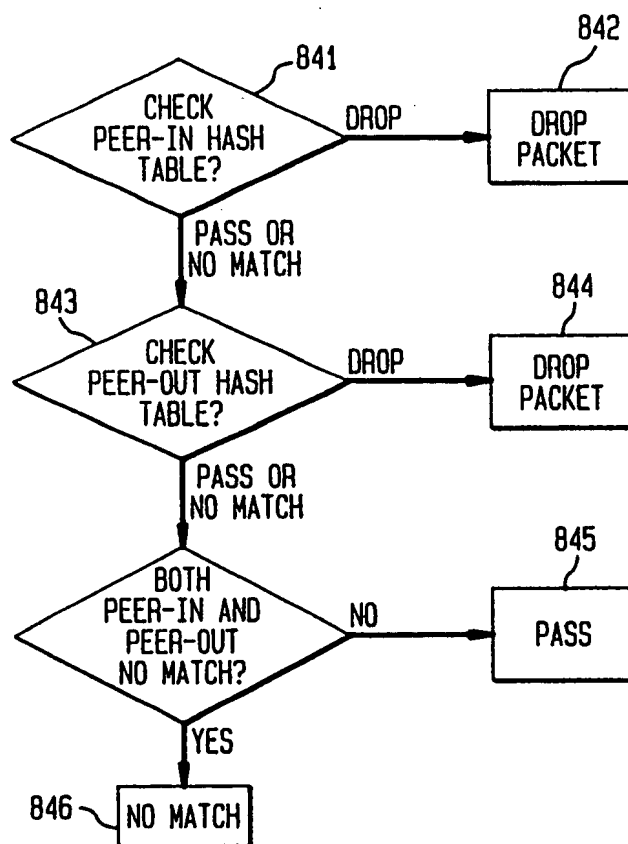 841
CHECK
PEER-IN HASH
TABLE?
DROP
842
DROP
PACKET
PASS OR
NO MATCH
843
CHECK
PEER-OUT HASH
TABLE?
DROP
844
DROP
PACKET
PASS OR
NO MATCH
BOTH
PEER-IN AND
PEER-OUT
NO MATCH?
NO
845
PASS
YES
846
NO MATCH